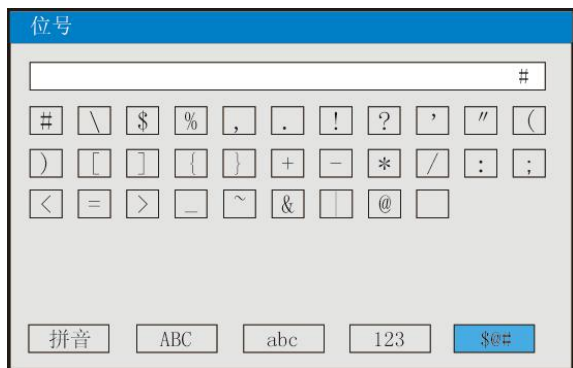 位号
#
# \ $ % , . ! ? ' " (
) [ ] { } + - * / : ;
< = > _ ~ & | @
拼音 ABC abc 123 $@#